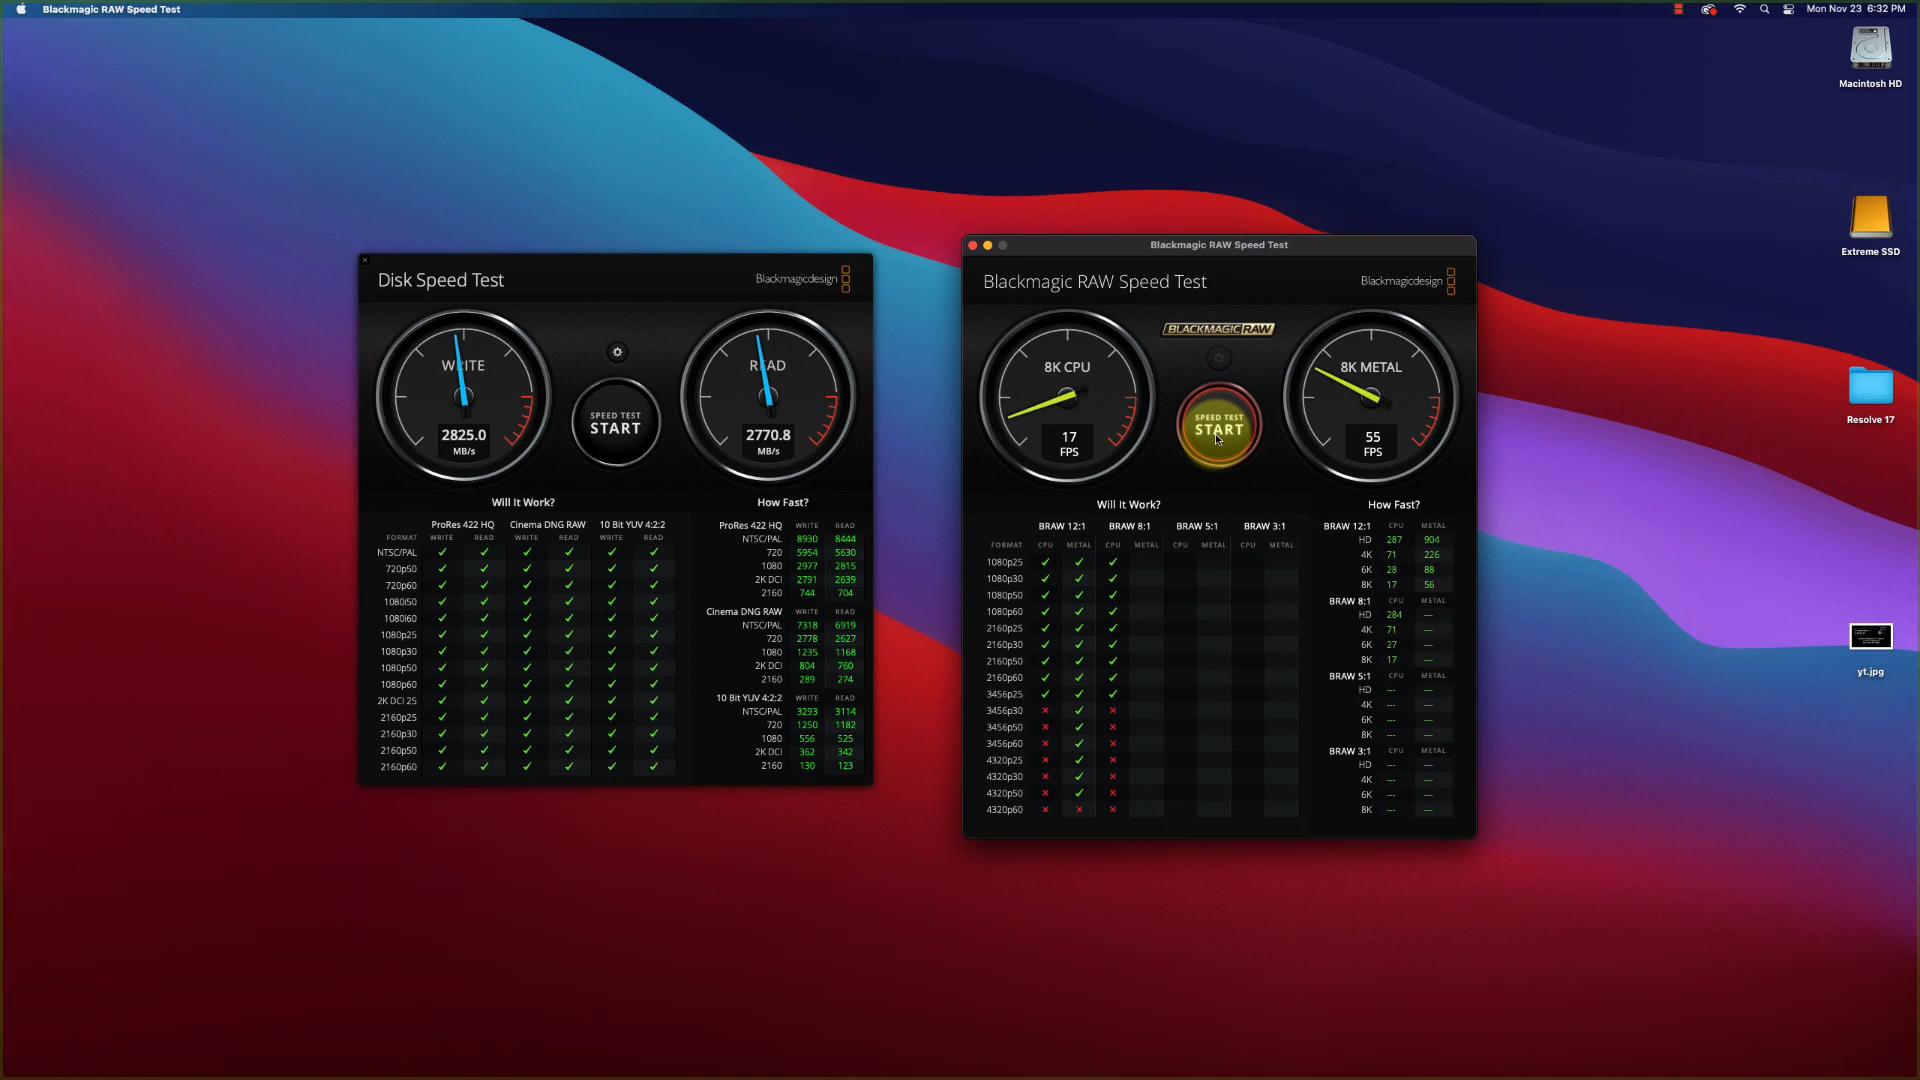 Blackmagic RAW Speed Test
Mon Nov 23 6:32 PM
Macintosh HD
Extreme SSD
Resolve 17
yt.jpg
Disk Speed Test
Blackmagicdesign
WRITE
2825.0
MB/s
SPEED TEST
START
READ
2770.8
MB/s
Will It Work?
ProRes 422 HQ Cinema DNG RAW 10 Bit YUV 4:2:2
FORMAT WRITE READ WRITE READ WRITE READ
NTSC/PAL ✓ ✓ ✓ ✓ ✓ ✓
720p50 ✓ ✓ ✓ ✓ ✓ ✓
720p60 ✓ ✓ ✓ ✓ ✓ ✓
1080i50 ✓ ✓ ✓ ✓ ✓ ✓
1080i60 ✓ ✓ ✓ ✓ ✓ ✓
1080p25 ✓ ✓ ✓ ✓ ✓ ✓
1080p30 ✓ ✓ ✓ ✓ ✓ ✓
1080p50 ✓ ✓ ✓ ✓ ✓ ✓
1080p60 ✓ ✓ ✓ ✓ ✓ ✓
2K DCI 25 ✓ ✓ ✓ ✓ ✓ ✓
2160p25 ✓ ✓ ✓ ✓ ✓ ✓
2160p30 ✓ ✓ ✓ ✓ ✓ ✓
2160p50 ✓ ✓ ✓ ✓ ✓ ✓
2160p60 ✓ ✓ ✓ ✓ ✓ ✓
How Fast?
ProRes 422 HQ WRITE READ
NTSC/PAL 8930 8444
720 5954 5630
1080 2977 2815
2K DCI 2791 2639
2160 744 704
Cinema DNG RAW WRITE READ
NTSC/PAL 7318 6919
720 2778 2627
1080 1235 1168
2K DCI 804 760
2160 289 274
10 Bit YUV 4:2:2 WRITE READ
NTSC/PAL 3293 3114
720 1250 1182
1080 556 525
2K DCI 362 342
2160 130 123
Blackmagic RAW Speed Test
Blackmagic RAW Speed Test
Blackmagicdesign
8K CPU
17
FPS
BLACKMAGIC RAW
SPEED TEST
START
8K METAL
55
FPS
Will It Work?
BRAW 12:1 BRAW 8:1 BRAW 5:1 BRAW 3:1
FORMAT CPU METAL CPU METAL CPU METAL CPU METAL
1080p25 ✓ ✓ ✓
1080p30 ✓ ✓ ✓
1080p50 ✓ ✓ ✓
1080p60 ✓ ✓ ✓
2160p25 ✓ ✓ ✓
2160p30 ✓ ✓ ✓
2160p50 ✓ ✓ ✓
2160p60 ✓ ✓ ✓
3456p25 ✓ ✓ ✓
3456p30 × ✓ ×
3456p50 × ✓ ×
3456p60 × ✓ ×
4320p25 × ✓ ×
4320p30 × ✓ ×
4320p50 × ✓ ×
4320p60 × × ×
How Fast?
BRAW 12:1 CPU METAL
HD 287 904
4K 71 226
6K 28 88
8K 17 56
BRAW 8:1 CPU METAL
HD 284 ---
4K 71 ---
6K 27 ---
8K 17 ---
BRAW 5:1 CPU METAL
HD --- ---
4K --- ---
6K --- ---
8K --- ---
BRAW 3:1 CPU METAL
HD --- ---
4K --- ---
6K --- ---
8K --- ---